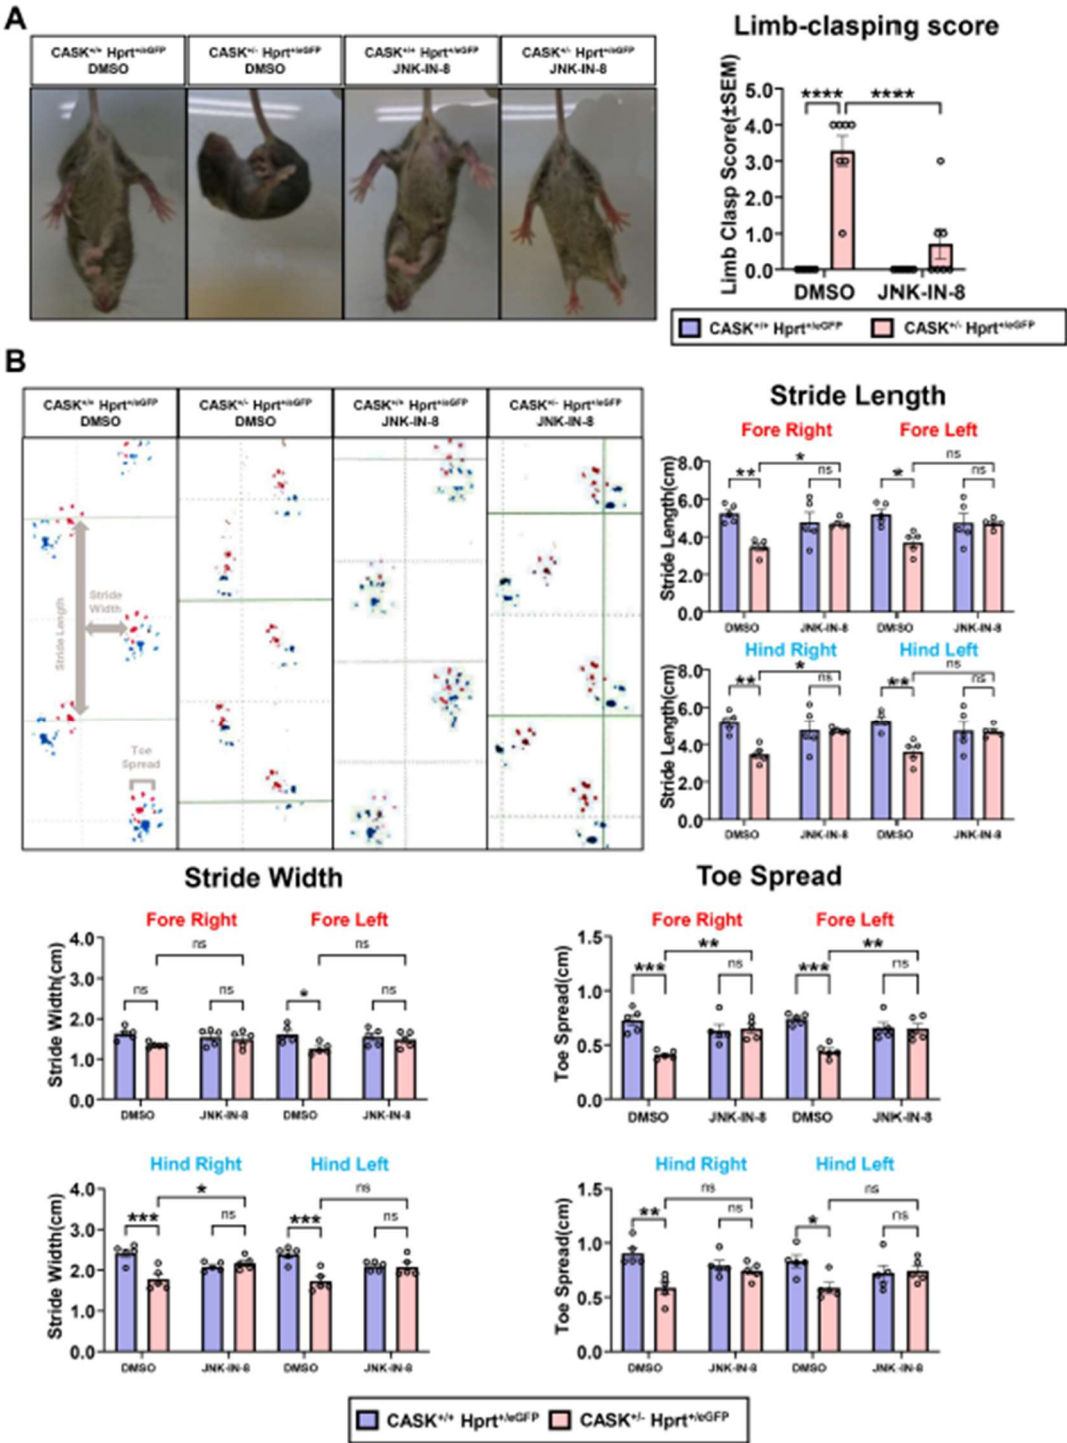 A
CASK+/+ Hprt+/eGFP
DMSO
CASK+/- Hprt+/eGFP
DMSO
CASK+/+ Hprt+/eGFP
JNK-IN-8
CASK+/- Hprt+/eGFP
JNK-IN-8
Limb-clasping score
Limb Clasp Score(±SEM)
5.0
4.0
3.0
2.0
1.0
0.0
**** ****
DMSO JNK-IN-8
CASK+/+ Hprt+/eGFP CASK+/- Hprt+/eGFP
B
CASK+/+ Hprt+/eGFP
DMSO
CASK+/- Hprt+/eGFP
DMSO
CASK+/+ Hprt+/eGFP
JNK-IN-8
CASK+/- Hprt+/eGFP
JNK-IN-8
Stride Length
Stride
Width
Toe
Spread
Stride Length
Fore Right Fore Left
Stride Length(cm)
8.0
6.0
4.0
2.0
0.0
* ns
** ns * ns
DMSO JNK-IN-8 DMSO JNK-IN-8
Hind Right Hind Left
Stride Length(cm)
8.0
6.0
4.0
2.0
0.0
* ns
** ns ** ns
DMSO JNK-IN-8 DMSO JNK-IN-8
Stride Width
Fore Right Fore Left
Stride Width(cm)
4.0
3.0
2.0
1.0
0.0
ns ns
ns ns * ns
DMSO JNK-IN-8 DMSO JNK-IN-8
Hind Right Hind Left
Stride Width(cm)
4.0
3.0
2.0
1.0
0.0
* ns
*** ns *** ns
DMSO JNK-IN-8 DMSO JNK-IN-8
Toe Spread
Fore Right Fore Left
Toe Spread(cm)
1.5
1.0
0.5
0.0
** **
*** ns *** ns
DMSO JNK-IN-8 DMSO JNK-IN-8
Hind Right Hind Left
Toe Spread(cm)
1.5
1.0
0.5
0.0
ns ns
** ns * ns
DMSO JNK-IN-8 DMSO JNK-IN-8
CASK+/+ Hprt+/eGFP CASK+/- Hprt+/eGFP